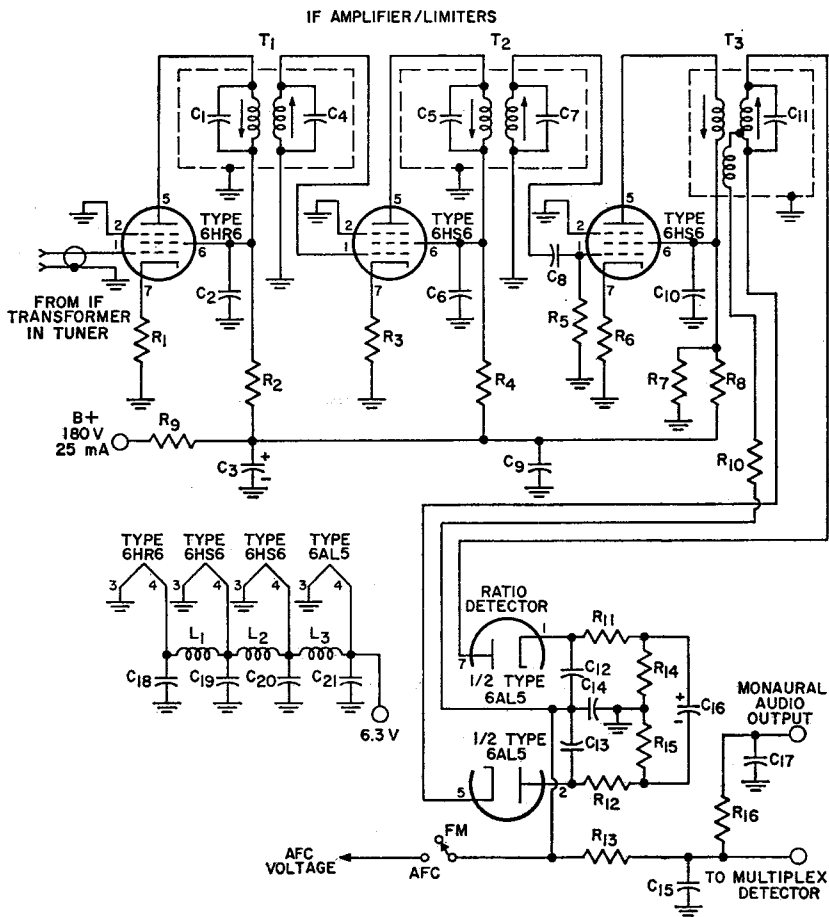 IF AMPLIFIER/LIMITERS
T1
T2
T3
C1
C4
C5
C7
C11
5
2
1
7
6
TYPE
6HR6
C2
R1
R2
FROM IF
TRANSFORMER
IN TUNER
5
2
1
7
6
TYPE
6HS6
C6
R3
R4
C8
5
2
1
7
6
TYPE
6HS6
C10
R5
R6
R7
R8
R9
B+
180 V
25 mA
C3
+
-
C9
R10
TYPE
6HR6
TYPE
6HS6
TYPE
6HS6
TYPE
6AL5
3
4
3
4
3
4
3
4
L1
L2
L3
C18
C19
C20
C21
6.3 V
RATIO
DETECTOR
1
7
1/2 TYPE
6AL5
R11
C12
C14
R14
C16
+
-
1/2 TYPE
6AL5
5
2
C13
R15
R12
MONAURAL
AUDIO
OUTPUT
C17
R16
FM
AFC
VOLTAGE
AFC
R13
C15
TO MULTIPLEX
DETECTOR